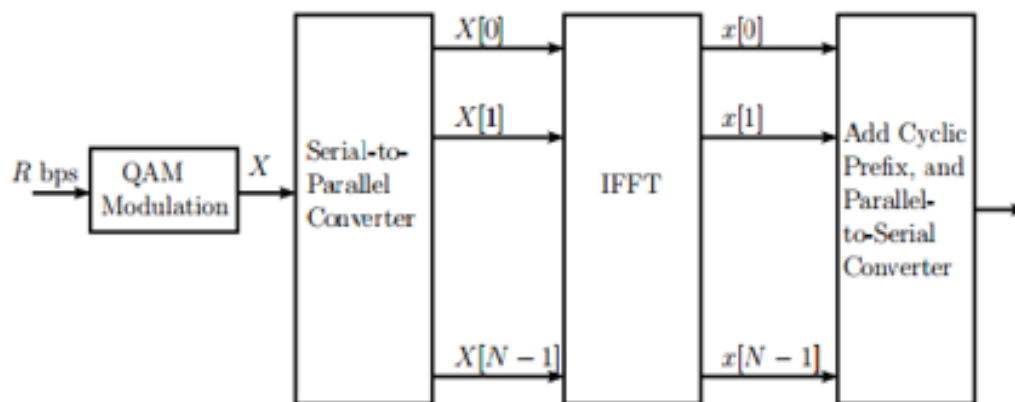 X[0]
x[0]
X[1]
x[1]
R bps
QAM
Modulation
X
Serial-to-
Parallel
Converter
IFFT
Add Cyclic
Prefix, and
Parallel-
to-Serial
Converter
X[N − 1]
x[N − 1]